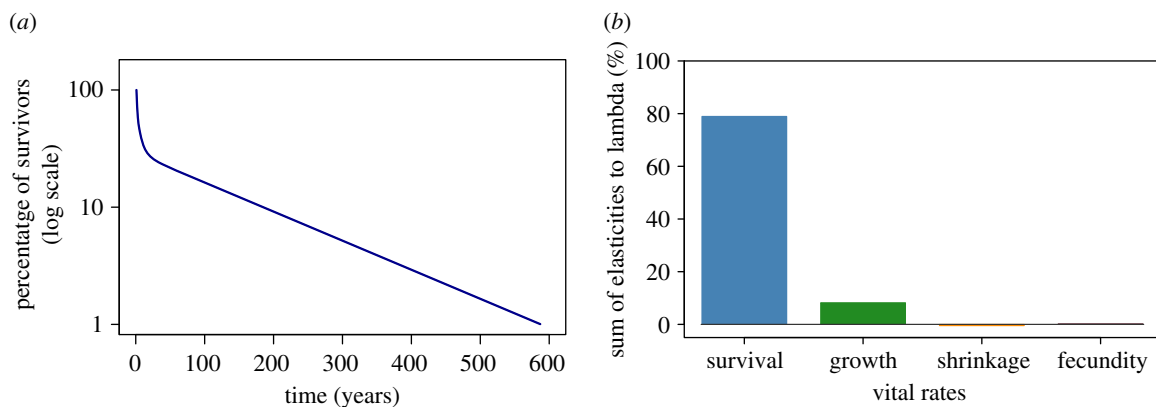 (a)
percentatge of survivors
(log scale)
100
10
1
0 100 200 300 400 500 600
time (years)
(b)
sum of elasticities to lambda (%)
100
80
60
40
20
0
survival growth shrinkage fecundity
vital rates